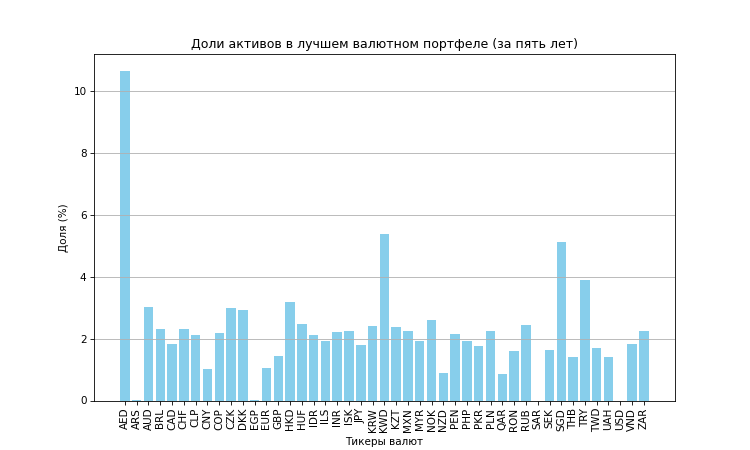 Доли активов в лучшем валютном портфеле (за пять лет)
Доля (%)
10
8
6
4
2
0
AED ARS AUD BRL CAD CHF CLP CNY COP CZK DKK EGP EUR GBP HKD HUF IDR ILS INR ISK JPY KRW KWD KZT MXN MYR NOK NZD PEN PHP PKR PLN QAR RON RUB SAR SEK SGD THB TRY TWD UAH USD VND ZAR
Тикеры валют